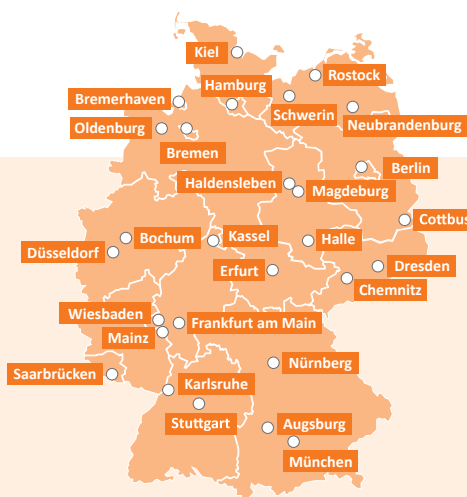 Kiel
Rostock
Hamburg
Bremerhaven
Schwerin
Neubrandenburg
Oldenburg
Bremen
Berlin
Haldensleben
Magdeburg
Cottbus
Bochum
Kassel
Halle
Düsseldorf
Erfurt
Dresden
Chemnitz
Wiesbaden
Frankfurt am Main
Mainz
Nürnberg
Saarbrücken
Karlsruhe
Stuttgart
Augsburg
München